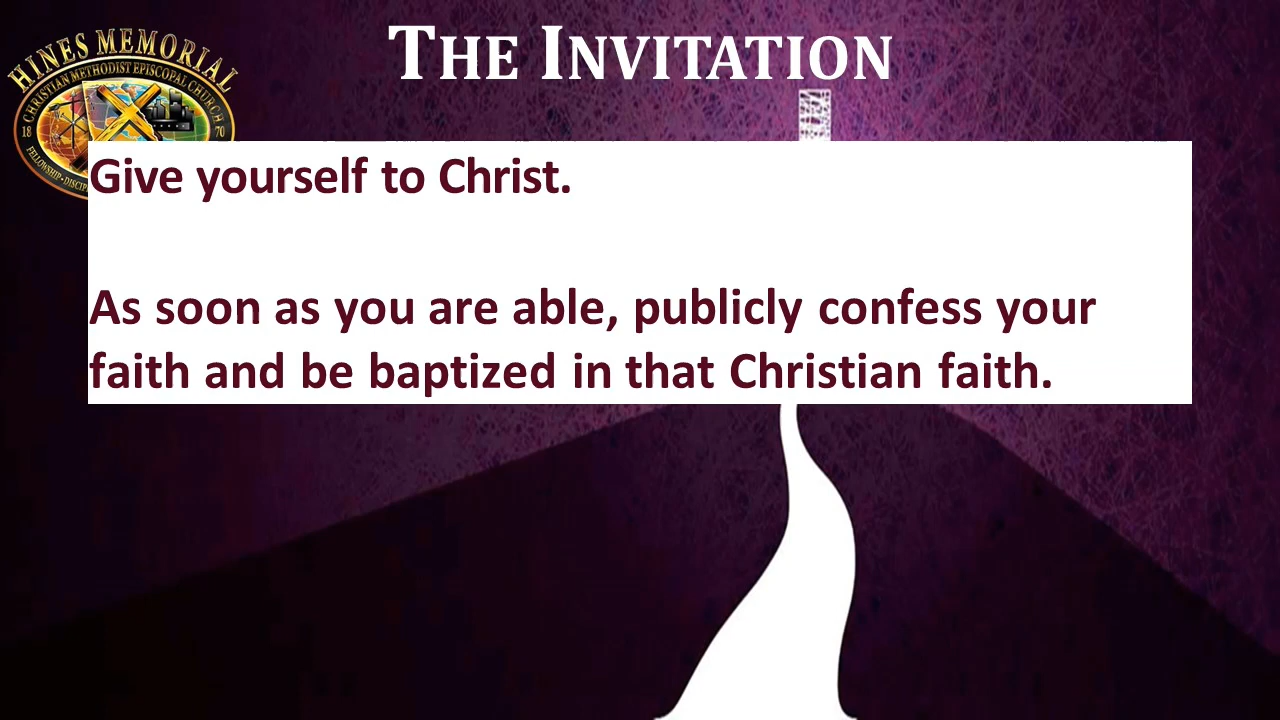 THE INVITATION
HINES MEMORIAL
CHRISTIAN METHODIST EPISCOPAL CHURCH
18 70
Give yourself to Christ.
As soon as you are able, publicly confess your
faith and be baptized in that Christian faith.